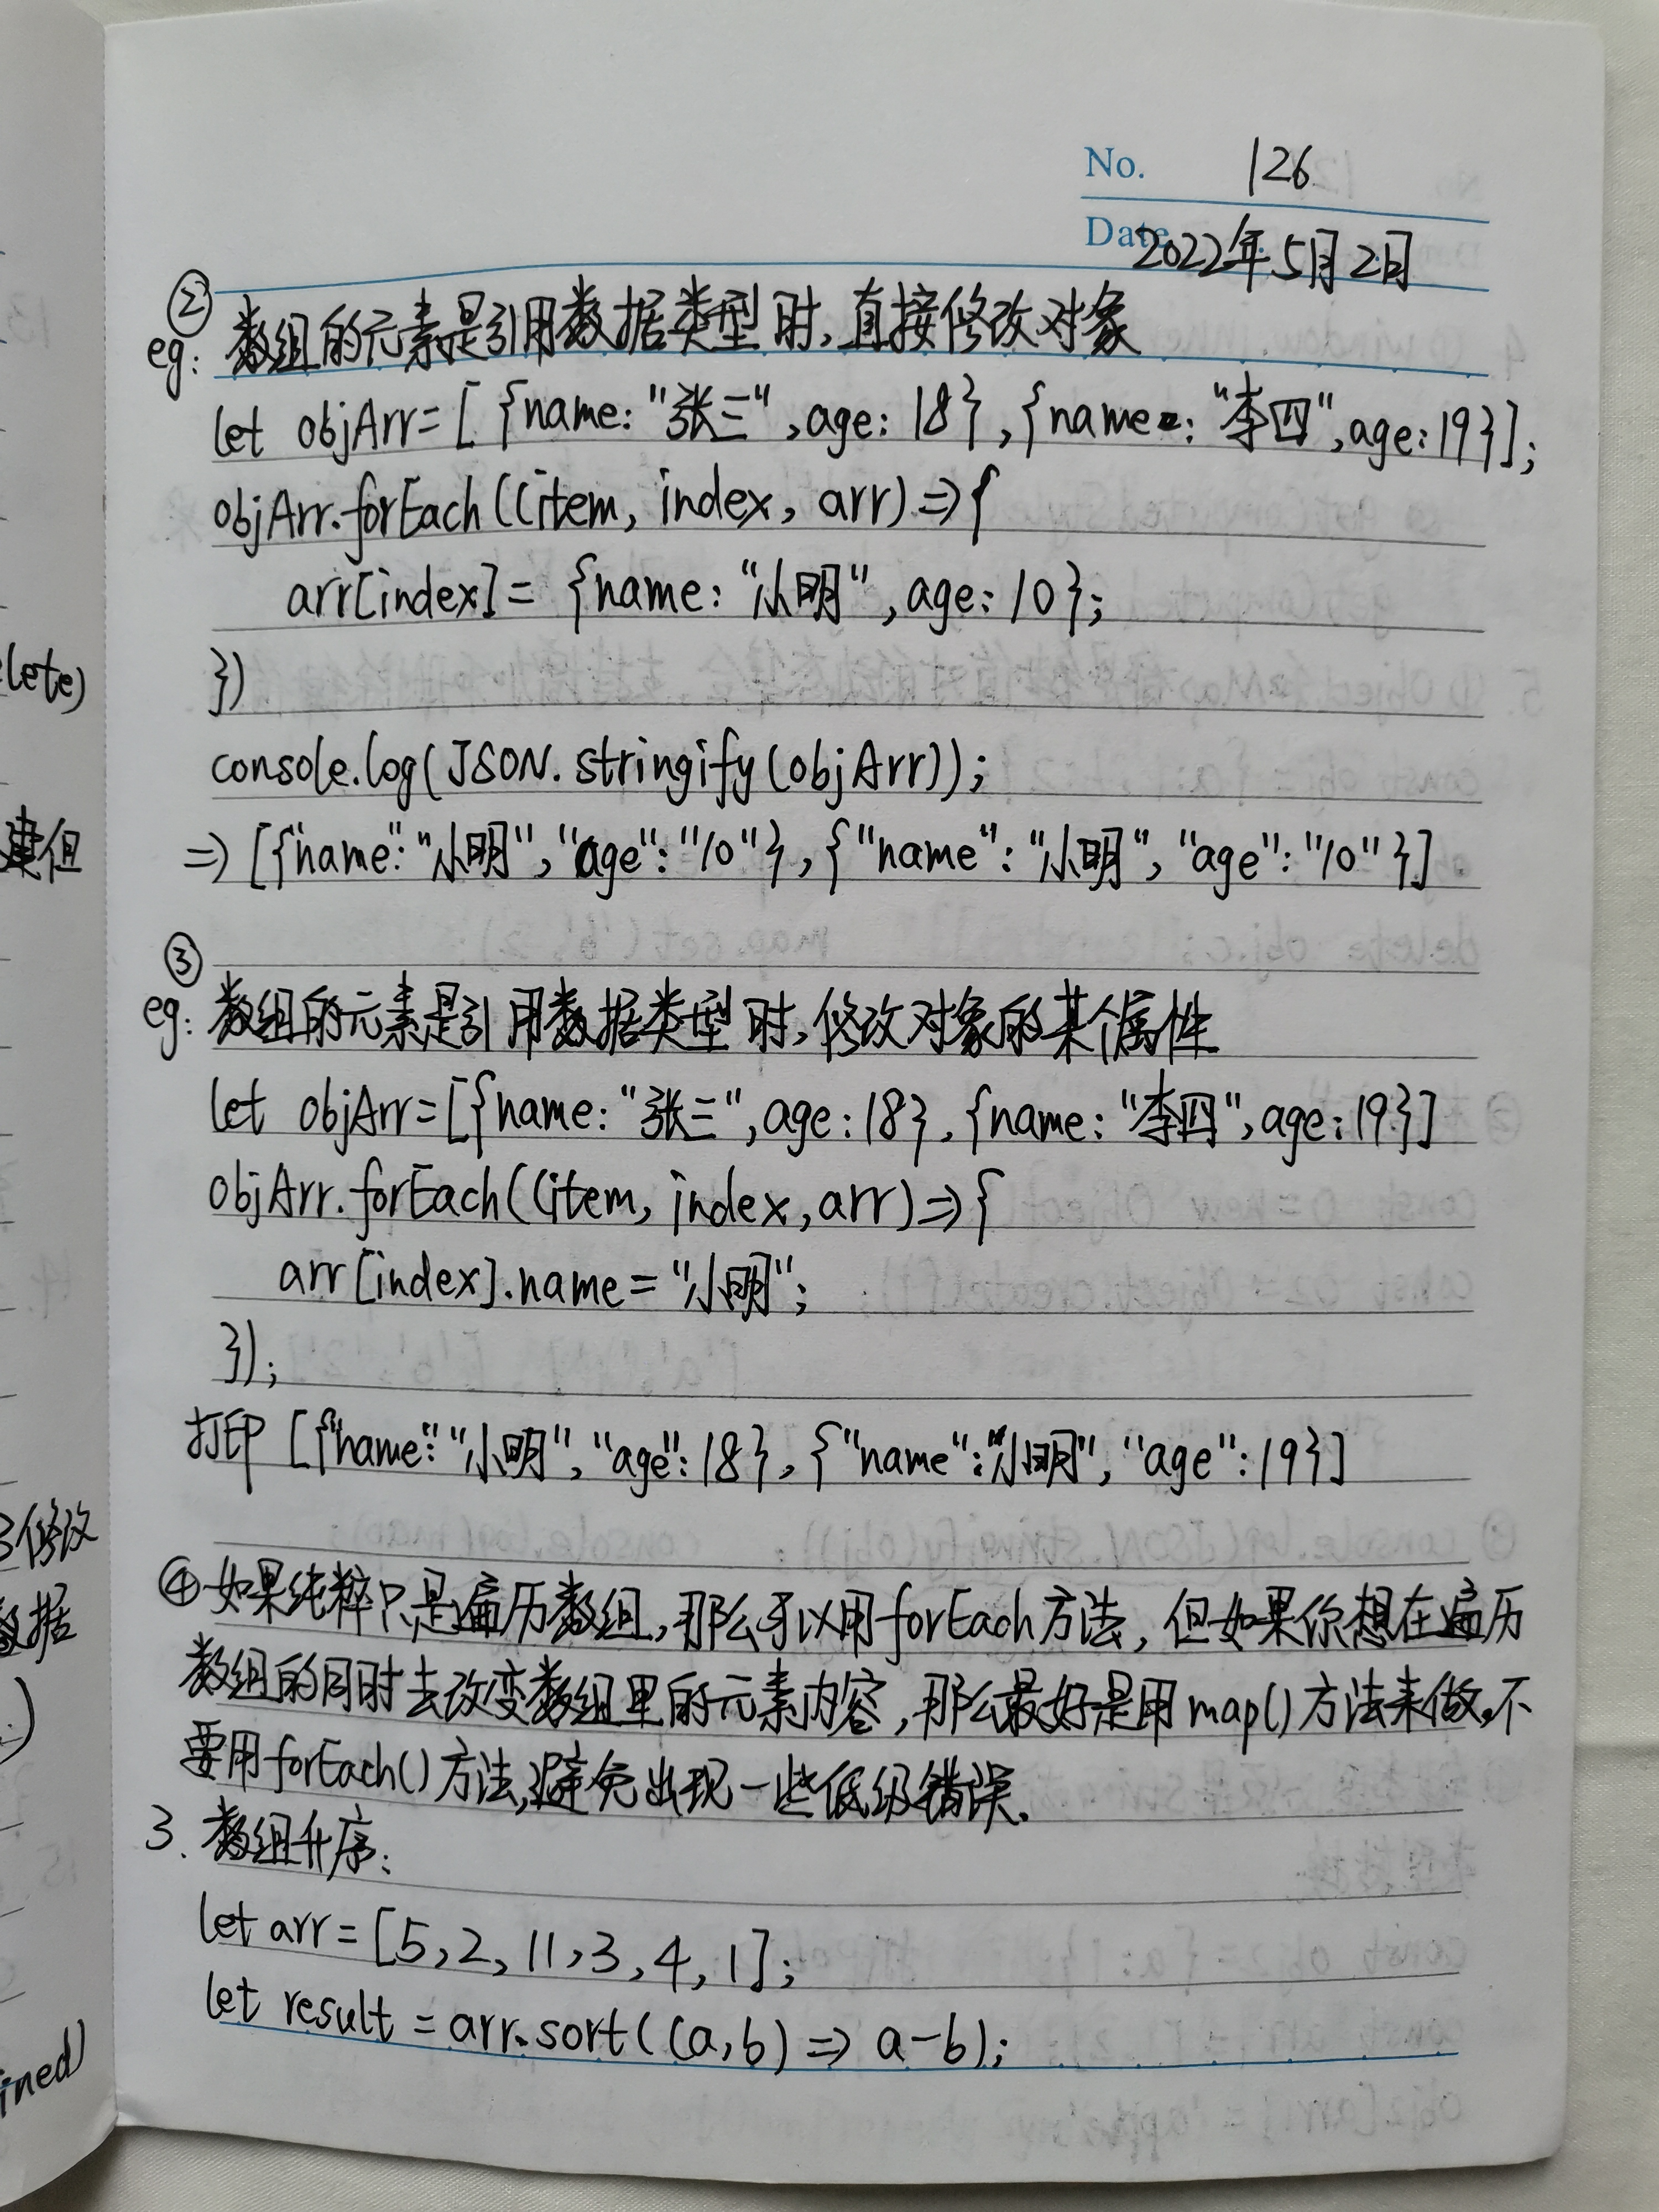 No. 126
Date 2022年5月2日
②
eg: 数组的元素是引用数据类型时,直接修改对象
let objArr=[{name:"张三",age:18},{name:"李四",age:19}];
objArr.forEach((item, index, arr)=>{
arr[index]= {name:"小明",age:10};
})
console.log(JSON.stringify(objArr));
=> [{"name":"小明","age":"10"},{"name":"小明","age":"10"}]
③
eg: 数组的元素是引用数据类型时,修改对象的某个属性
let objArr=[{name:"张三",age:18},{name:"李四",age:19}]
objArr.forEach((item, index, arr)=>{
arr[index].name="小明";
});
打印 [{"name":"小明","age":18},{"name":"小明","age":19}]
④如果纯粹只是遍历数组,那么可以用forEach方法,但如果你想在遍历
数组的同时去改变数组里的元素内容,那么最好是用map()方法来做,不
要用forEach()方法,避免出现一些低级错误.
3. 数组升序:
let arr=[5,2,11,3,4,1];
let result = arr.sort((a,b) => a-b);
lete)
建但
修改
数据
ined)